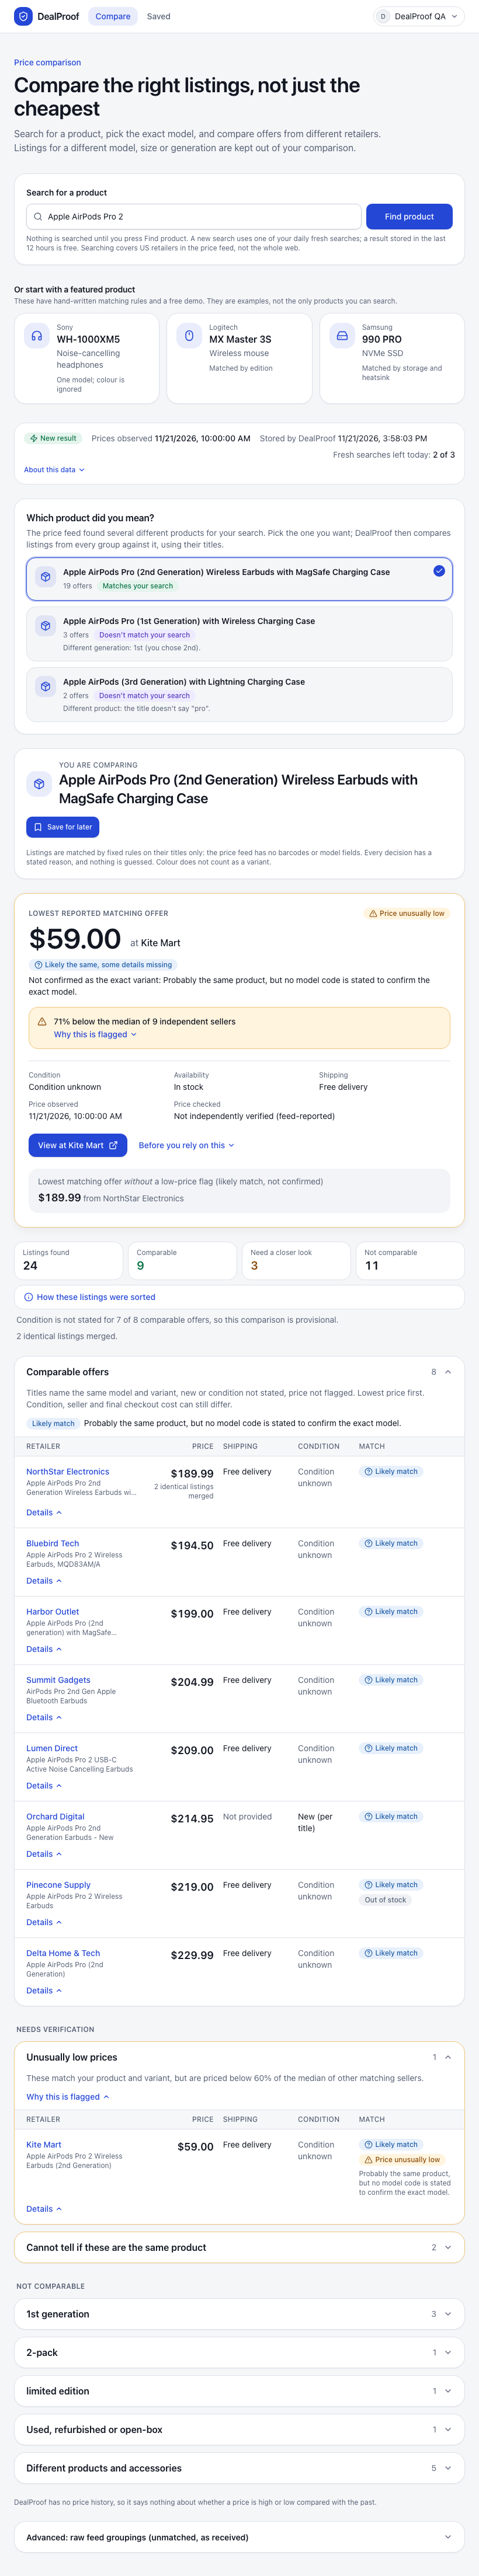 DealProof
Compare
Saved
D
DealProof QA
Price comparison
Compare the right listings, not just the
cheapest
Search for a product, pick the exact model, and compare offers from different retailers.
Listings for a different model, size or generation are kept out of your comparison.
Search for a product
Apple AirPods Pro 2
Find product
Nothing is searched until you press Find product. A new search uses one of your daily fresh searches; a result stored in the last
12 hours is free. Searching covers US retailers in the price feed, not the whole web.
Or start with a featured product
These have hand-written matching rules and a free demo. They are examples, not the only products you can search.
Sony
WH-1000XM5
Noise-cancelling
headphones
One model; colour is
ignored
Logitech
MX Master 3S
Wireless mouse
Matched by edition
Samsung
990 PRO
NVMe SSD
Matched by storage and
heatsink
New result
Prices observed 11/21/2026, 10:00:00 AM
Stored by DealProof 11/21/2026, 3:58:03 PM
Fresh searches left today: 2 of 3
About this data
Which product did you mean?
The price feed found several different products for your search. Pick the one you want; DealProof then compares
listings from every group against it, using their titles.
Apple AirPods Pro (2nd Generation) Wireless Earbuds with MagSafe Charging Case
19 offers
Matches your search
Apple AirPods Pro (1st Generation) with Wireless Charging Case
3 offers
Doesn't match your search
Different generation: 1st (you chose 2nd).
Apple AirPods (3rd Generation) with Lightning Charging Case
2 offers
Doesn't match your search
Different product: the title doesn't say "pro".
YOU ARE COMPARING
Apple AirPods Pro (2nd Generation) Wireless Earbuds with
MagSafe Charging Case
Save for later
Listings are matched by fixed rules on their titles only: the price feed has no barcodes or model fields. Every decision has a
stated reason, and nothing is guessed. Colour does not count as a variant.
LOWEST REPORTED MATCHING OFFER
Price unusually low
$59.00 at Kite Mart
Likely the same, some details missing
Not confirmed as the exact variant: Probably the same product, but no model code is stated to confirm the
exact model.
71% below the median of 9 independent sellers
Why this is flagged
Condition
Condition unknown
Availability
In stock
Shipping
Free delivery
Price observed
11/21/2026, 10:00:00 AM
Price checked
Not independently verified (feed-reported)
View at Kite Mart
Before you rely on this
Lowest matching offer without a low-price flag (likely match, not confirmed)
$189.99 from NorthStar Electronics
Listings found
24
Comparable
9
Need a closer look
3
Not comparable
11
How these listings were sorted
Condition is not stated for 7 of 8 comparable offers, so this comparison is provisional.
2 identical listings merged.
Comparable offers
8
Titles names the same model and variant, new or condition not stated, price not flagged. Lowest price first.
Condition, seller and final checkout cost can still differ.
Likely match
Probably the same product, but no model code is stated to confirm the exact model.
RETAILER PRICE SHIPPING CONDITION MATCH
NorthStar Electronics
Apple AirPods Pro 2nd
Generation Wireless Earbuds wi...
$189.99
2 identical listings
merged
Free delivery
Condition
unknown
Likely match
Details
Bluebird Tech
Apple AirPods Pro 2 Wireless
Earbuds, MQD83AM/A
$194.50
Free delivery
Condition
unknown
Likely match
Details
Harbor Outlet
Apple AirPods Pro (2nd
generation) with MagSafe...
$199.00
Free delivery
Condition
unknown
Likely match
Details
Summit Gadgets
AirPods Pro 2nd Gen Apple
Bluetooth Earbuds
$204.99
Free delivery
Condition
unknown
Likely match
Details
Lumen Direct
Apple AirPods Pro 2 USB-C
Active Noise Cancelling Earbuds
$209.00
Free delivery
Condition
unknown
Likely match
Details
Orchard Digital
Apple AirPods Pro 2nd
Generation Earbuds - New
$214.95
Not provided
New (per
title)
Likely match
Details
Pinecone Supply
Apple AirPods Pro 2 Wireless
Earbuds
$219.00
Free delivery
Condition
unknown
Likely match
Out of stock
Details
Delta Home & Tech
Apple AirPods Pro (2nd
Generation)
$229.99
Free delivery
Condition
unknown
Likely match
Details
NEEDS VERIFICATION
Unusually low prices
1
These match your product and variant, but are priced below 60% of the median of other matching sellers.
Why this is flagged
RETAILER PRICE SHIPPING CONDITION MATCH
Kite Mart
Apple AirPods Pro 2 Wireless
Earbuds (2nd Generation)
$59.00
Free delivery
Condition
unknown
Likely match
Price unusually low
Probably the same product,
but no model code is stated
to confirm the exact model.
Details
Cannot tell if these are the same product
2
NOT COMPARABLE
1st generation
3
2-pack
1
limited edition
1
Used, refurbished or open-box
1
Different products and accessories
5
DealProof has no price history, so it says nothing about whether a price is high or low compared with the past.
Advanced: raw feed groupings (unmatched, as received)